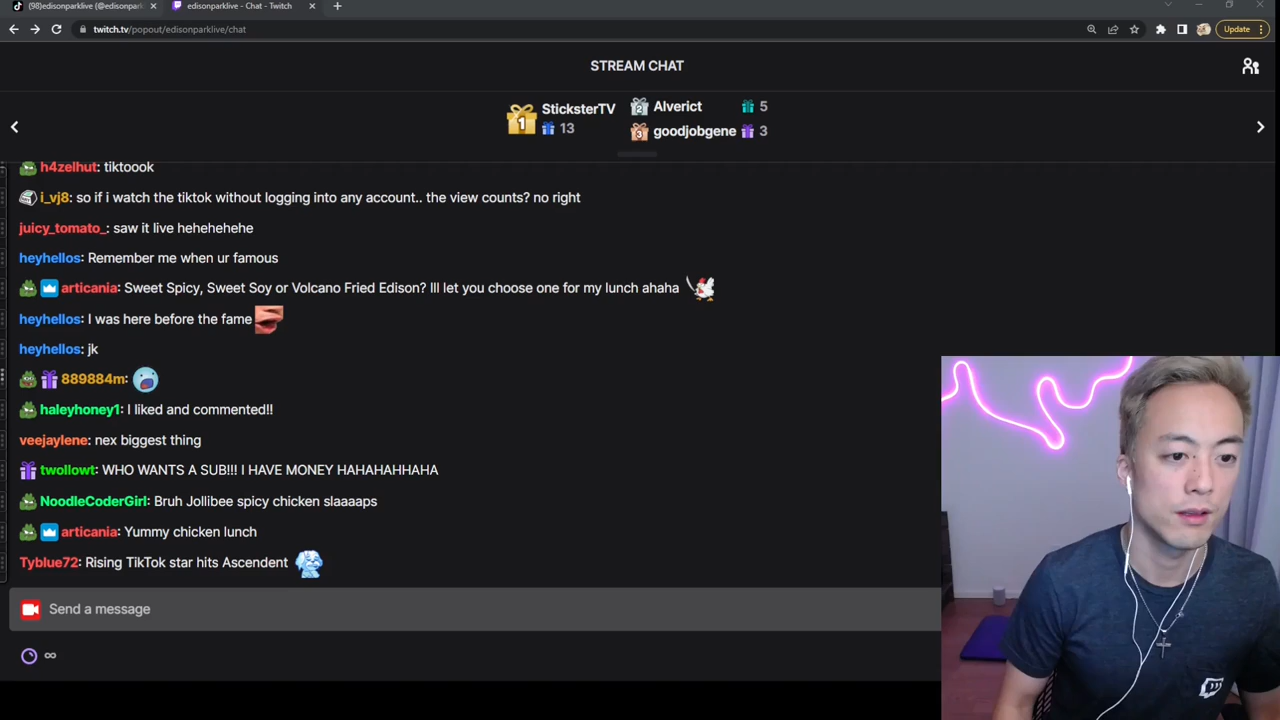 (98)edisonparklive (@edisonpark
edisonparklive - Chat - Twitch
twitch.tv/popout/edisonparklive/chat
Update
STREAM CHAT
1 SticksterTV 13
2 Alverict 5
3 goodjobgene 3
h4zelhut: tiktoook
i_vj8: so if i watch the tiktok without logging into any account.. the view counts? no right
juicy_tomato_: saw it live hehehehehe
heyhellos: Remember me when ur famous
articania: Sweet Spicy, Sweet Soy or Volcano Fried Edison? Ill let you choose one for my lunch ahaha
heyhellos: I was here before the fame
heyhellos: jk
889884m:
haleyhoney1: I liked and commented!!
veejaylene: nex biggest thing
twollowt: WHO WANTS A SUB!!! I HAVE MONEY HAHAHAHHAHA
NoodleCoderGirl: Bruh Jollibee spicy chicken slaaaaps
articania: Yummy chicken lunch
Tyblue72: Rising TikTok star hits Ascendent
Send a message
∞